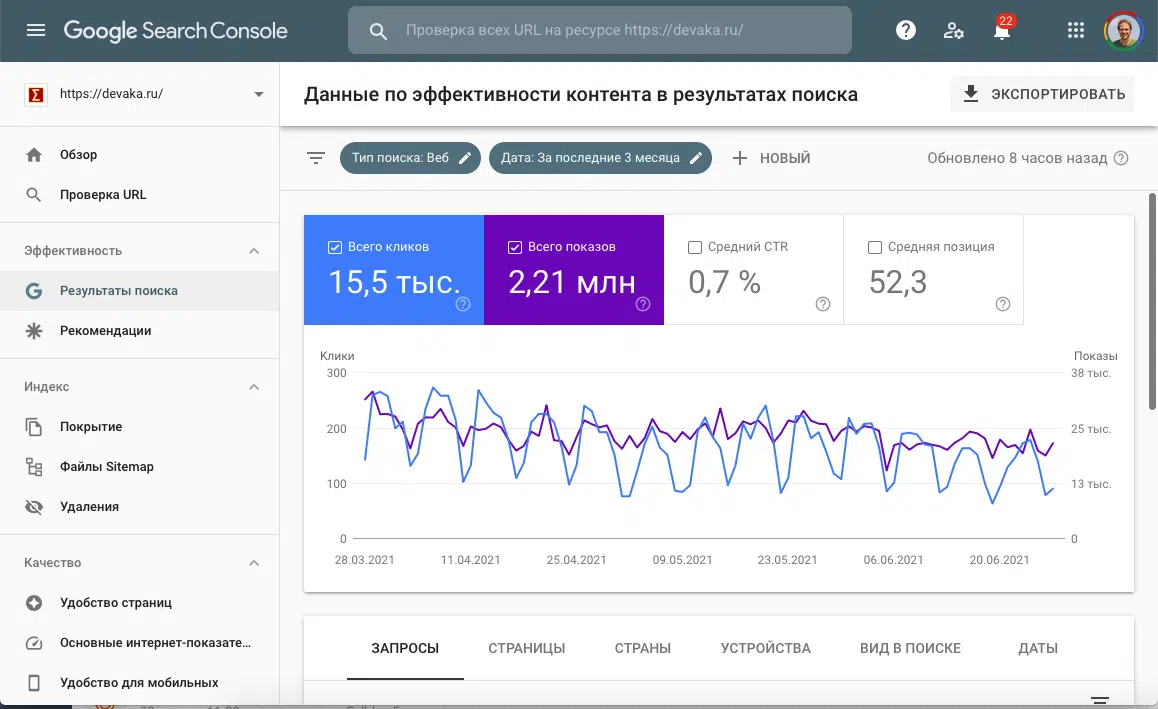 Google Search Console
Проверка всех URL на ресурсе https://devaka.ru/
22
https://devaka.ru/
Данные по эффективности контента в результатах поиска
ЭКСПОРТИРОВАТЬ
Обзор
Проверка URL
Эффективность
Результаты поиска
Рекомендации
Индекс
Покрытие
Файлы Sitemap
Удаления
Качество
Удобство страниц
Основные интернет-показате...
Удобство для мобильных
Тип поиска: Веб
Дата: За последние 3 месяца
НОВЫЙ
Обновлено 8 часов назад
Всего кликов
15,5 тыс.
Всего показов
2,21 млн
Средний CTR
0,7 %
Средняя позиция
52,3
Клики
Показы
300
38 тыс.
200
25 тыс.
100
13 тыс.
0
0
28.03.2021 11.04.2021 25.04.2021 09.05.2021 23.05.2021 06.06.2021 20.06.2021
ЗАПРОСЫ СТРАНИЦЫ СТРАНЫ УСТРОЙСТВА ВИД В ПОИСКЕ ДАТЫ